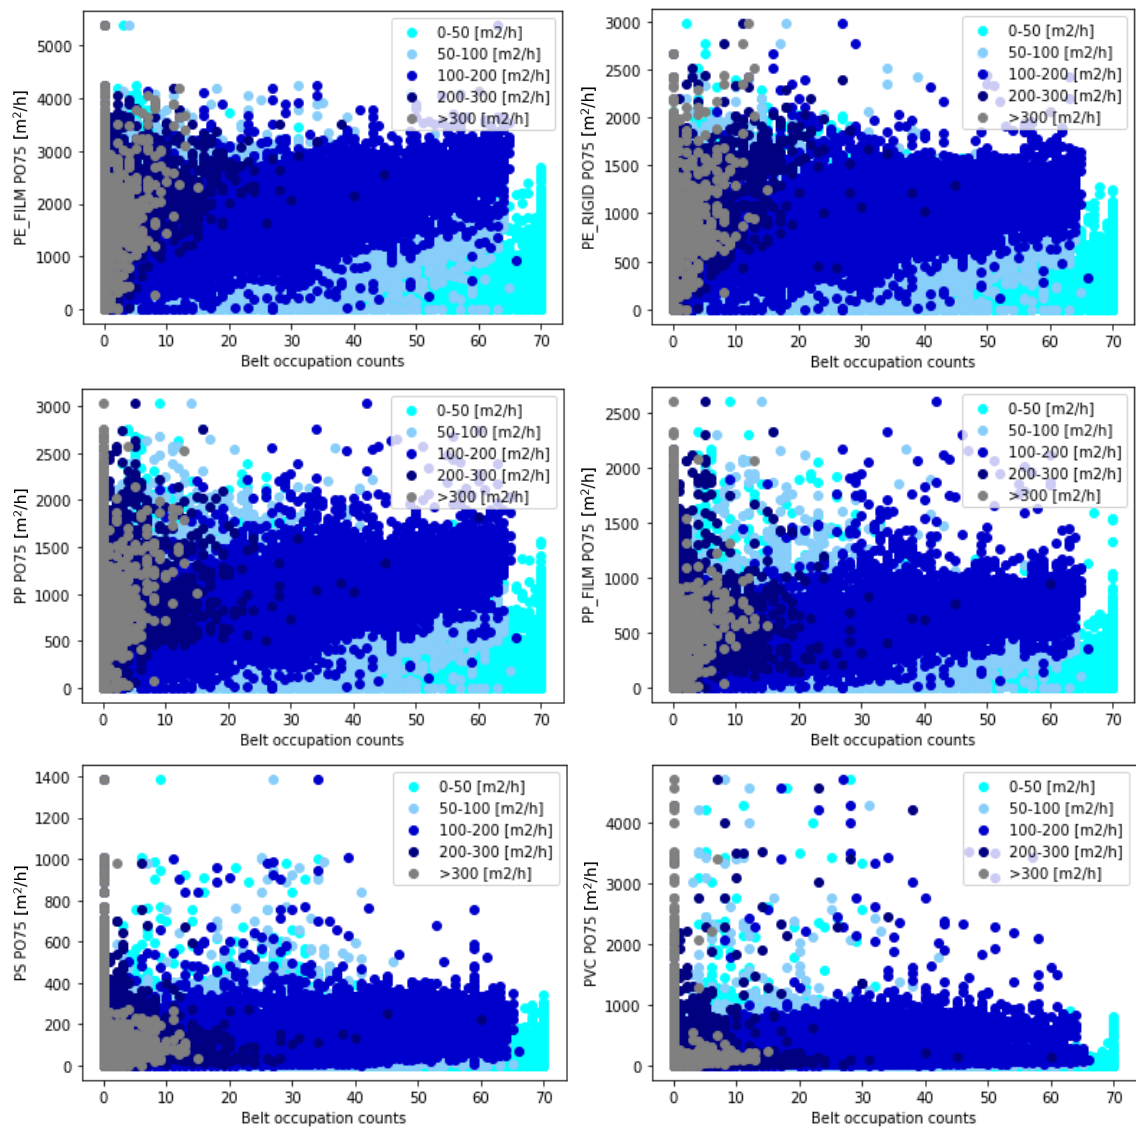 PE_FILM PO75 [m²/h]
5000
4000
3000
2000
1000
0
0-50 [m2/h]
50-100 [m2/h]
100-200 [m2/h]
200-300 [m2/h]
>300 [m2/h]
0 10 20 30 40 50 60 70
Belt occupation counts
PE_RIGID PO75 [m²/h]
3000
2500
2000
1500
1000
500
0
0-50 [m2/h]
50-100 [m2/h]
100-200 [m2/h]
200-300 [m2/h]
>300 [m2/h]
0 10 20 30 40 50 60 70
Belt occupation counts
PP PO75 [m²/h]
3000
2500
2000
1500
1000
500
0
0-50 [m2/h]
50-100 [m2/h]
100-200 [m2/h]
200-300 [m2/h]
>300 [m2/h]
0 10 20 30 40 50 60 70
Belt occupation counts
PP_FILM PO75 [m²/h]
2500
2000
1500
1000
500
0
0-50 [m2/h]
50-100 [m2/h]
100-200 [m2/h]
200-300 [m2/h]
>300 [m2/h]
0 10 20 30 40 50 60 70
Belt occupation counts
PS PO75 [m²/h]
1400
1200
1000
800
600
400
200
0
0-50 [m2/h]
50-100 [m2/h]
100-200 [m2/h]
200-300 [m2/h]
>300 [m2/h]
0 10 20 30 40 50 60 70
Belt occupation counts
PVC PO75 [m²/h]
4000
3000
2000
1000
0
0-50 [m2/h]
50-100 [m2/h]
100-200 [m2/h]
200-300 [m2/h]
>300 [m2/h]
0 10 20 30 40 50 60 70
Belt occupation counts